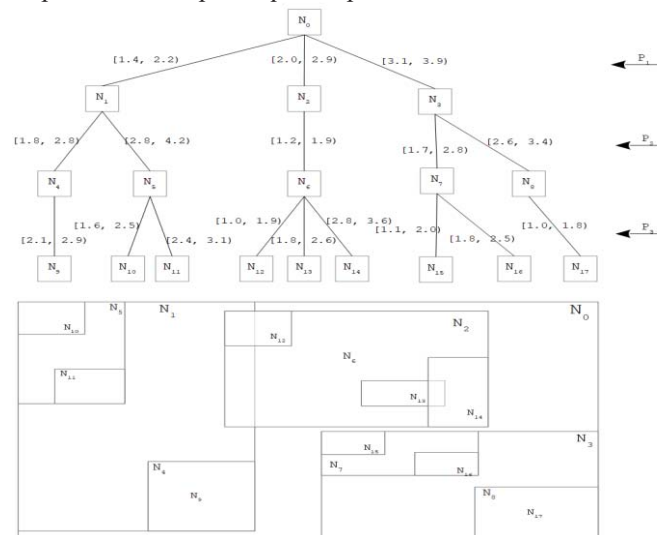 N0
[1.4, 2.2) [2.0, 2.9) [3.1, 3.9) P1
N1 N2 N3
[1.8, 2.8) [2.8, 4.2) [1.2, 1.9) [1.7, 2.8) [2.6, 3.4) P2
N4 N5 N6 N7 N8
[2.1, 2.9) [1.6, 2.5) [2.4, 3.1) [1.0, 1.9) [1.8, 2.6) [2.8, 3.6) [1.1, 2.0) [1.8, 2.5) [1.0, 1.8) P3
N9 N10 N11 N12 N13 N14 N15 N16 N17
N5 N1 N2 N0
N10 N12
N6
N11 N13
N14
N15 N3
N4 N7 N16
N9 N8
N17